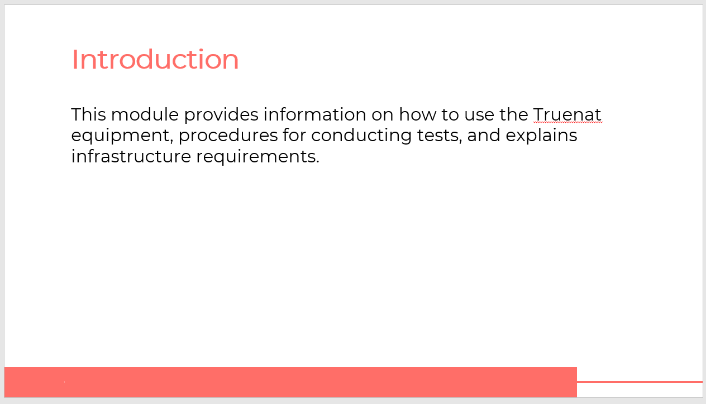 Introduction
This module provides information on how to use the Truenat
equipment, procedures for conducting tests, and explains
infrastructure requirements.